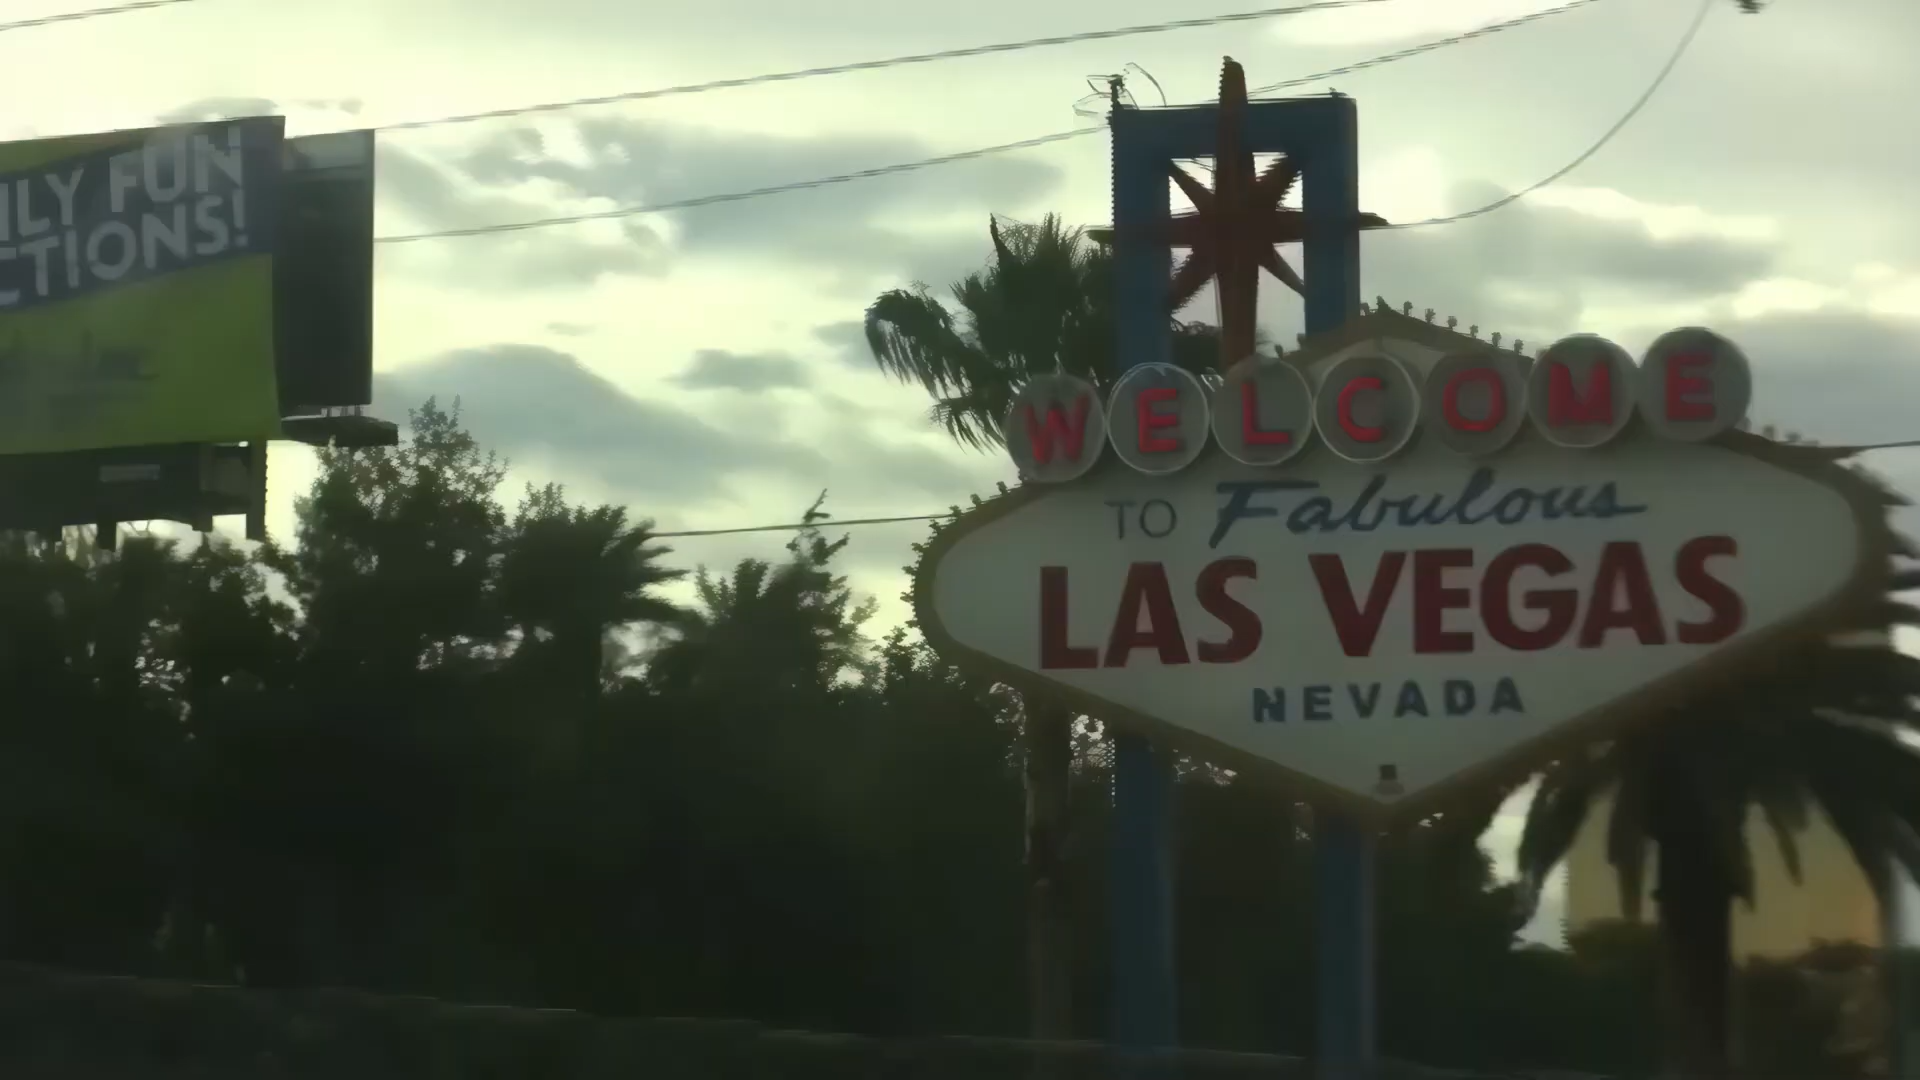 ILY FUN
CTIONS!
WELCOME
TO Fabulous
LAS VEGAS
NEVADA